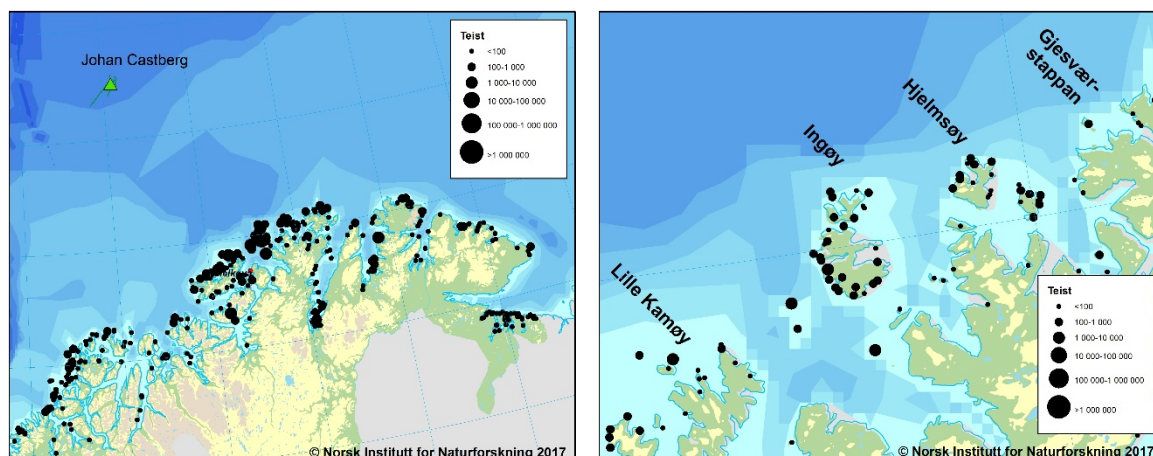 Johan Castberg
Teist
<100
100-1 000
1 000-10 000
10 000-100 000
100 000-1 000 000
>1 000 000
© Norsk Institutt for Naturforskning 2017
Gjesvær-
stappan
Hjelmsøy
Ingøy
Lille Kamøy
Teist
<100
100-1 000
1 000-10 000
10 000-100 000
100 000-1 000 000
>1 000 000
© Norsk Institutt for Naturforskning 2017